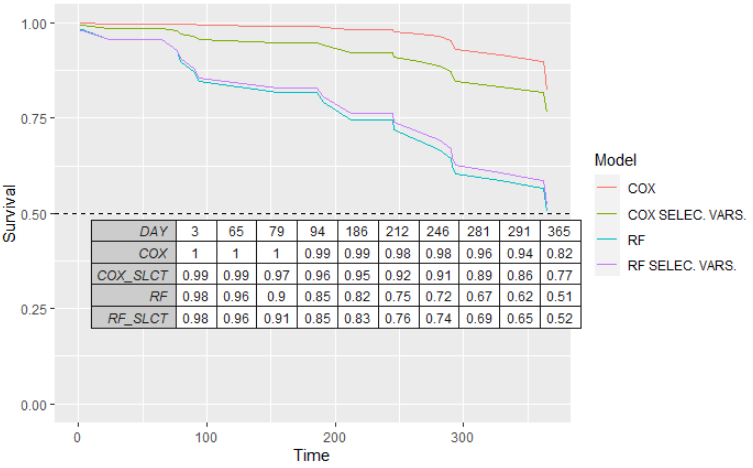 1.00
0.75
0.50
0.25
0.00
Survival
DAY 3 65 79 94 186 212 246 281 291 365
COX 1 1 1 0.99 0.99 0.98 0.98 0.96 0.94 0.82
COX_SLCT 0.99 0.99 0.97 0.96 0.95 0.92 0.91 0.89 0.86 0.77
RF 0.98 0.96 0.9 0.85 0.82 0.75 0.72 0.67 0.62 0.51
RF_SLCT 0.98 0.96 0.91 0.85 0.83 0.76 0.74 0.69 0.65 0.52
0 100 200 300
Time
Model
COX
COX SELEC. VARS.
RF
RF SELEC. VARS.